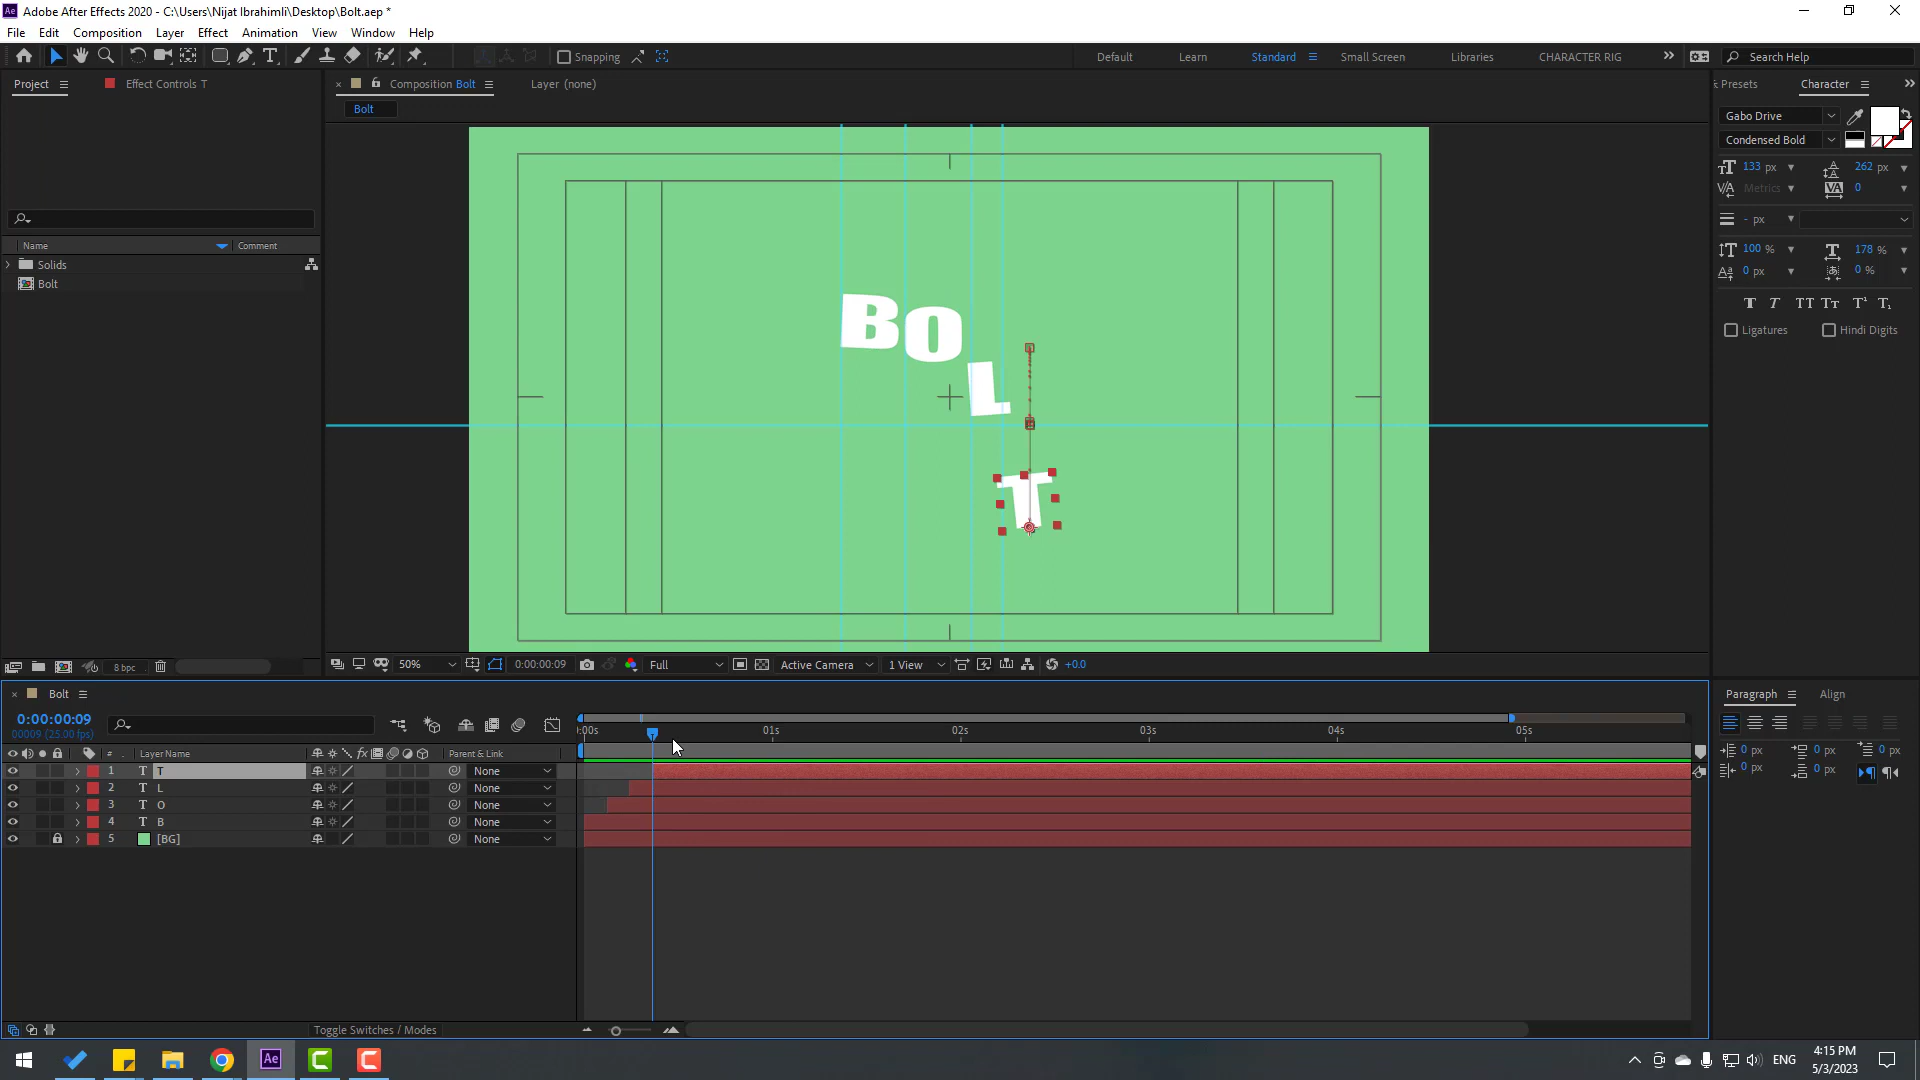 Adobe After Effects 2020 - C:\Users\Nijat Ibrahimli\Desktop\Bolt.aep *
File Edit Composition Layer Effect Animation View Window Help
Snapping
Default Learn Standard Small Screen Libraries CHARACTER RIG
Search Help
Project
Effect Controls T
Composition Bolt
Layer (none)
Presets
Character
Bolt
Gabo Drive
Condensed Bold
133 px
262 px
Metrics
0
- px
100 %
178 %
0 px
0 %
Ligatures
Hindi Digits
Name
Comment
Solids
Bolt
B O L T
8 bpc
50%
0:00:00:09
Full
Active Camera
1 View
+0.0
Bolt
0:00:00:09
00009 (25.00 fps)
:00s 01s 02s 03s 04s 05s
# Layer Name
Parent & Link
1 T T None
2 T L None
3 T O None
4 T B None
5 [BG] None
Toggle Switches / Modes
Paragraph
Align
0 px 0 px 0 px
0 px 0 px
ENG
4:15 PM
5/3/2023